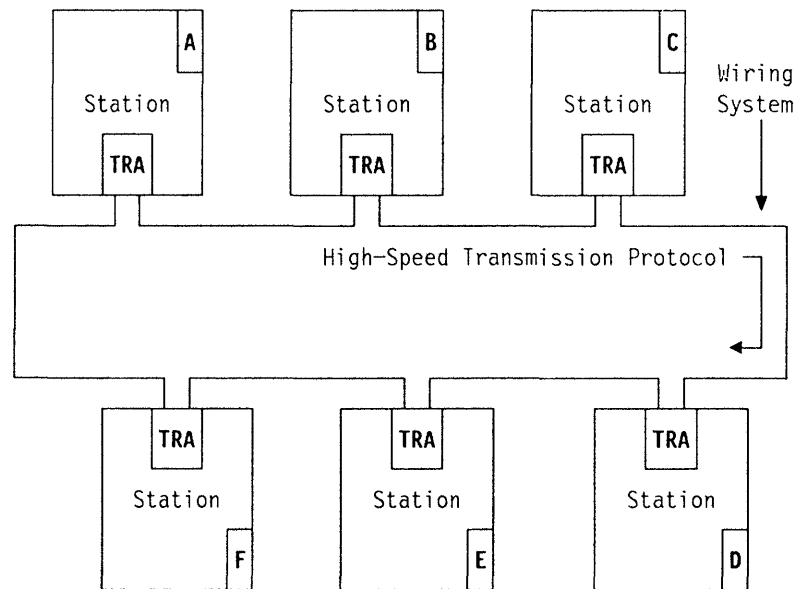 A
B
C
Station
Station
Station
Wiring
System
TRA
TRA
TRA
High-Speed Transmission Protocol
TRA
TRA
TRA
Station
Station
Station
F
E
D